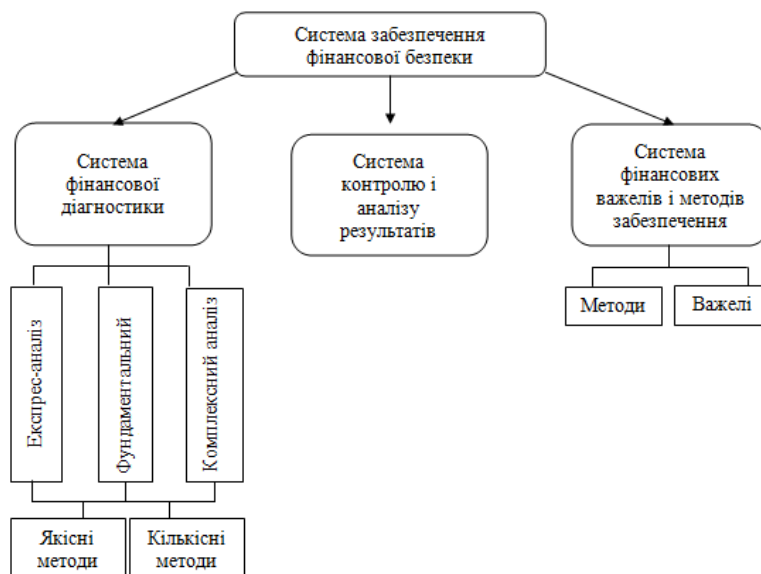 Система забезпечення
фінансової безпеки
Система
фінансової
діагностики
Система
контролю і
аналізу
результатів
Система
фінансових
важелів і методів
забезпечення
Експрес-аналіз
Фундаментальний
Комплексний аналіз
Методи
Важелі
Якісні
методи
Кількісні
методи